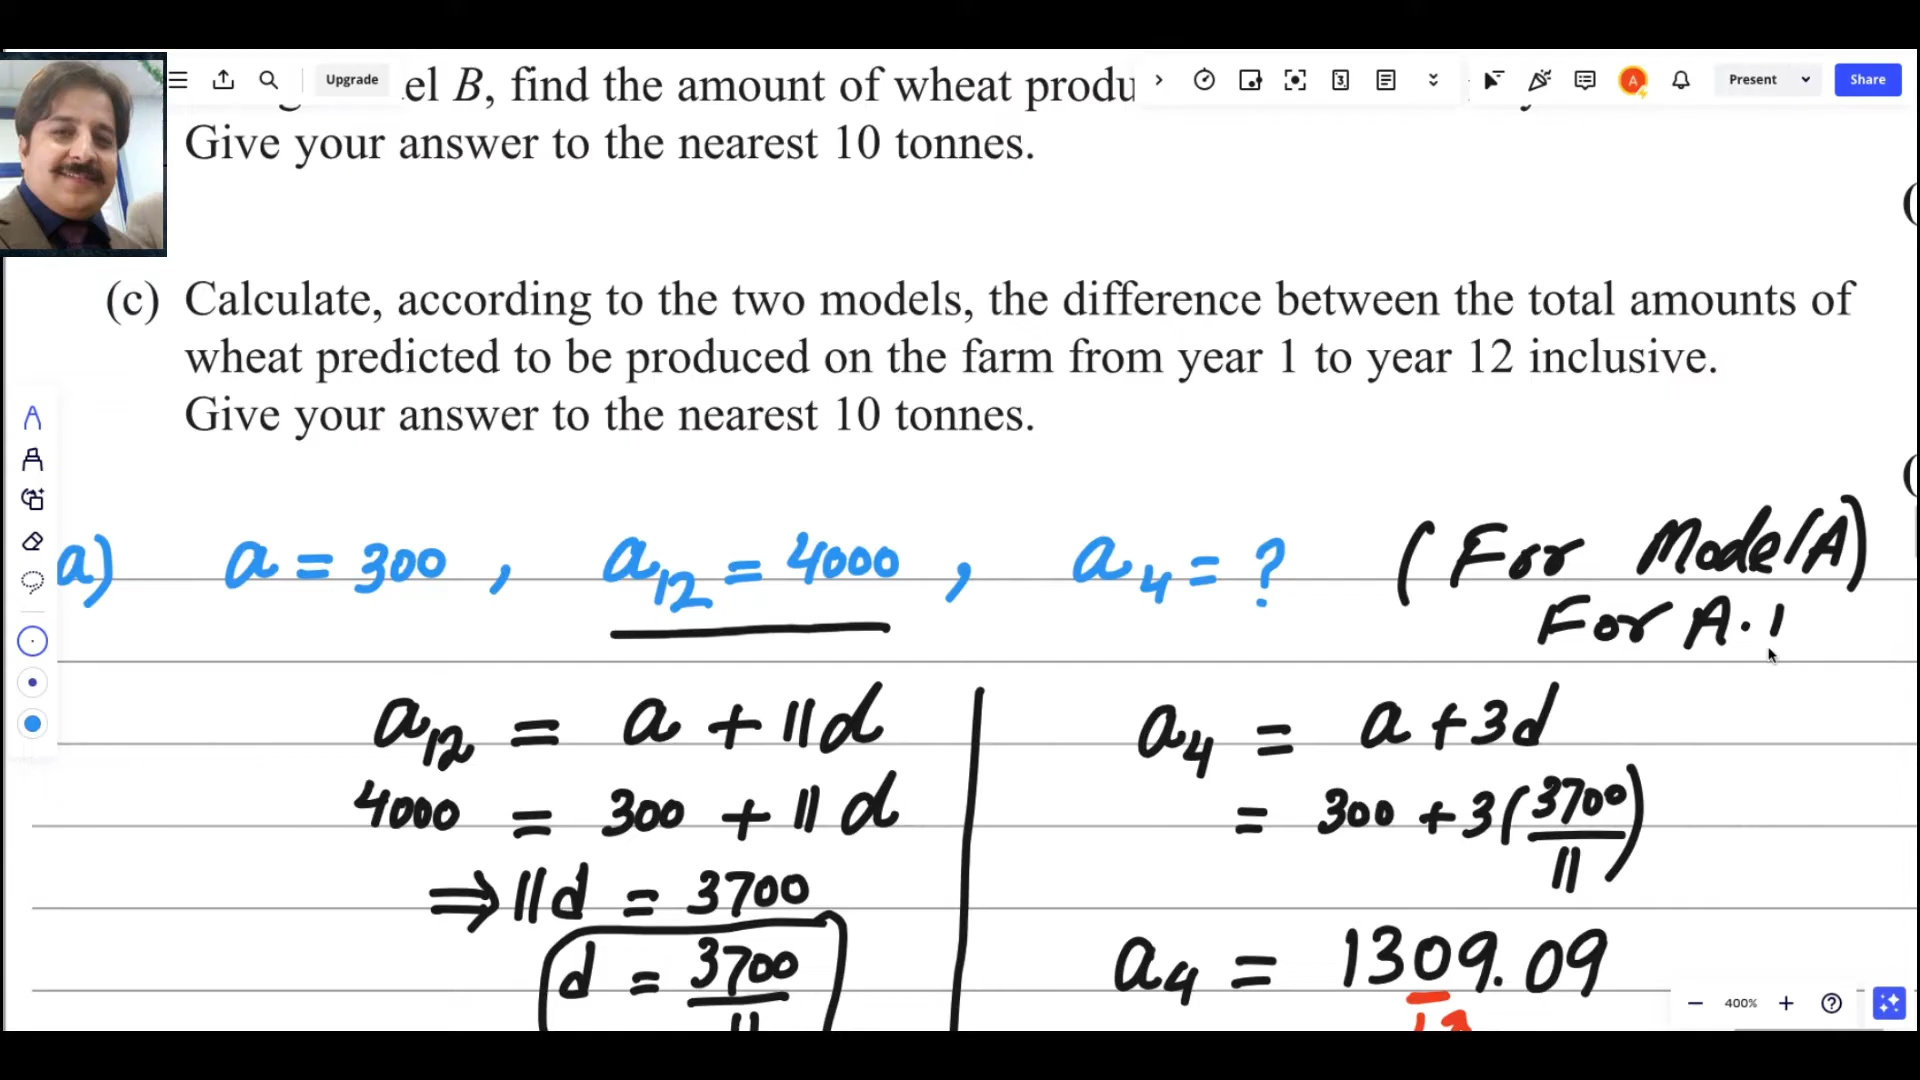 Upgrade
Present
Share
el B, find the amount of wheat produ
Give your answer to the nearest 10 tonnes.
(c) Calculate, according to the two models, the difference between the total amounts of
wheat predicted to be produced on the farm from year 1 to year 12 inclusive.
Give your answer to the nearest 10 tonnes.
a) a = 300 , a₁₂ = 4000 , a₄ = ? (For Model A)
For A.
a₁₂ = a + 11d
4000 = 300 + 11d
⇒ 11d = 3700
d = 3700/11
a₄ = a + 3d
= 300 + 3(3700/11)
a₄ = 1309.09
400%